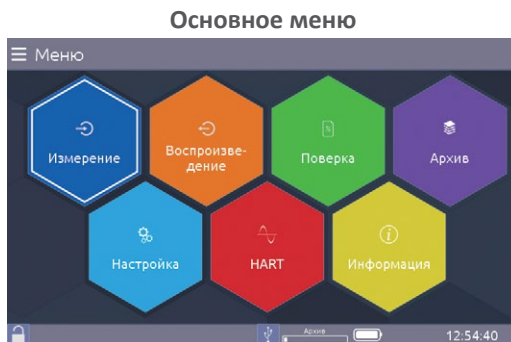 Основное меню
Меню
Измерение
Воспроизве-
дение
Поверка
Архив
Настройка
HART
Информация
Архив
12:54:40